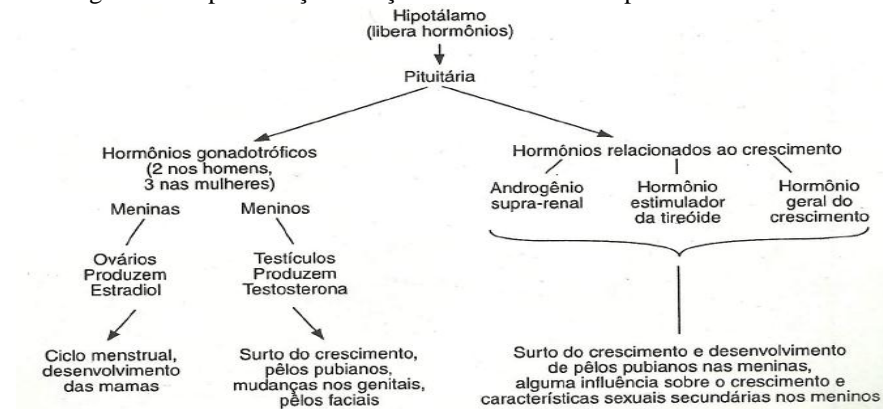 Hipotálamo
(libera hormônios)
Pituitária
Hormônios gonadotróficos
(2 nos homens,
3 nas mulheres)
Meninas
Meninos
Ovários
Produzem
Estradiol
Testículos
Produzem
Testosterona
Ciclo menstrual,
desenvolvimento
das mamas
Surto do crescimento,
pêlos pubianos,
mudanças nos genitais,
pêlos faciais
Hormônios relacionados ao crescimento
Androgênio
supra-renal
Hormônio
estimulador
da tireóide
Hormônio
geral do
crescimento
Surto do crescimento e desenvolvimento
de pêlos pubianos nas meninas,
alguma influência sobre o crescimento e
características sexuais secundárias nos meninos